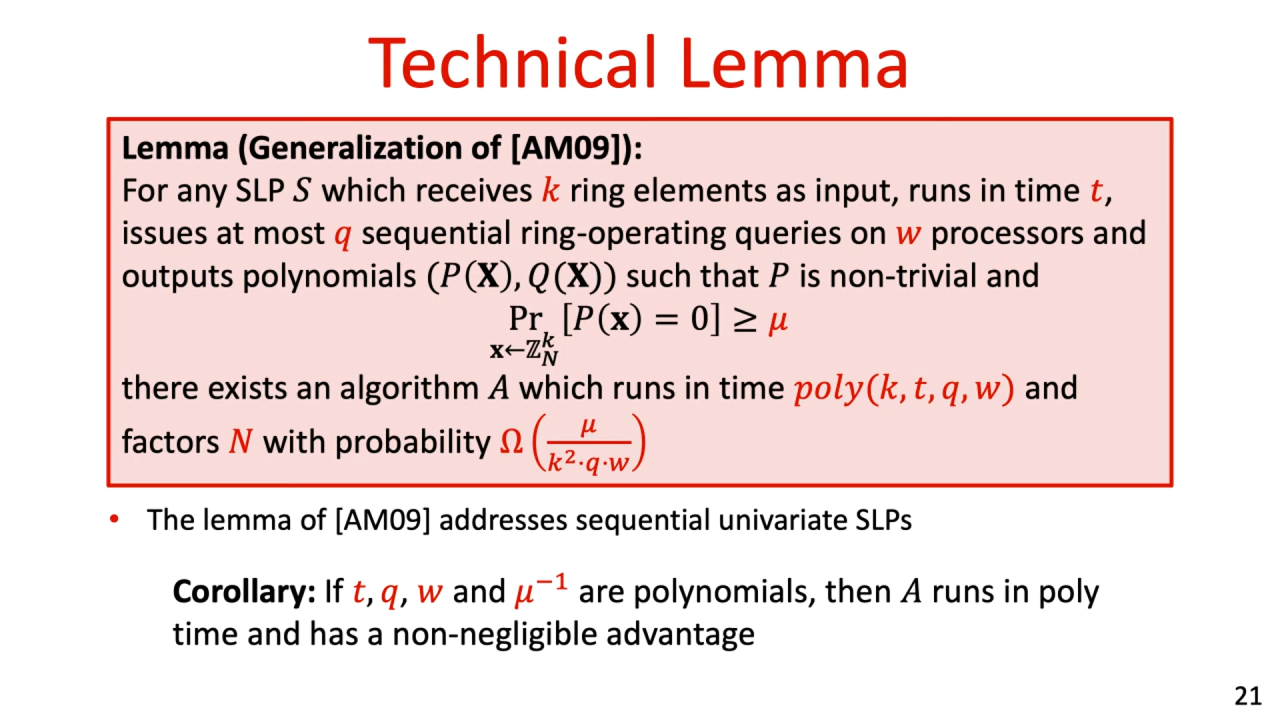 Technical Lemma
Lemma (Generalization of [AM09]):
For any SLP S which receives k ring elements as input, runs in time t,
issues at most q sequential ring-operating queries on w processors and
outputs polynomials (P(X), Q(X)) such that P is non-trivial and
Pr_{x←ℤ_N^k} [P(x) = 0] ≥ μ
there exists an algorithm A which runs in time poly(k, t, q, w) and
factors N with probability Ω(μ / k²·q·w)
• The lemma of [AM09] addresses sequential univariate SLPs
Corollary: If t, q, w and μ⁻¹ are polynomials, then A runs in poly
time and has a non-negligible advantage
21